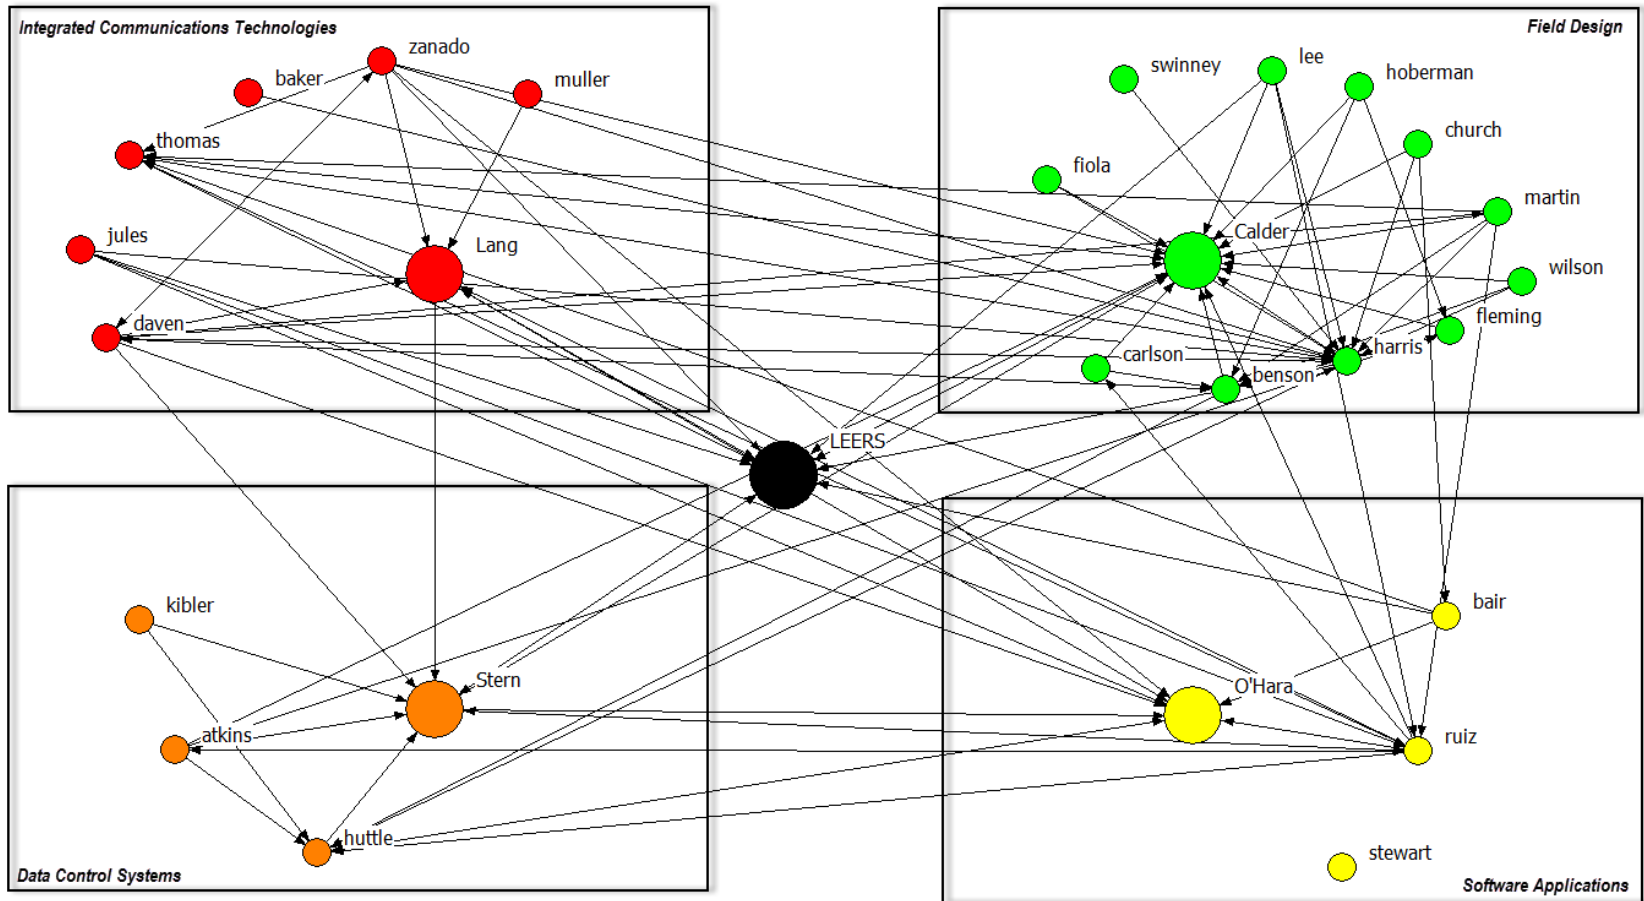 Integrated Communications Technologies
zanado
baker
muller
thomas
jules
Lang
daven
Field Design
swinney
lee
hoberman
church
fiola
martin
Calder
wilson
fleming
harris
carlson
benson
LEERS
kibler
Stern
atkins
huttle
Data Control Systems
bair
O'Hara
ruiz
stewart
Software Applications